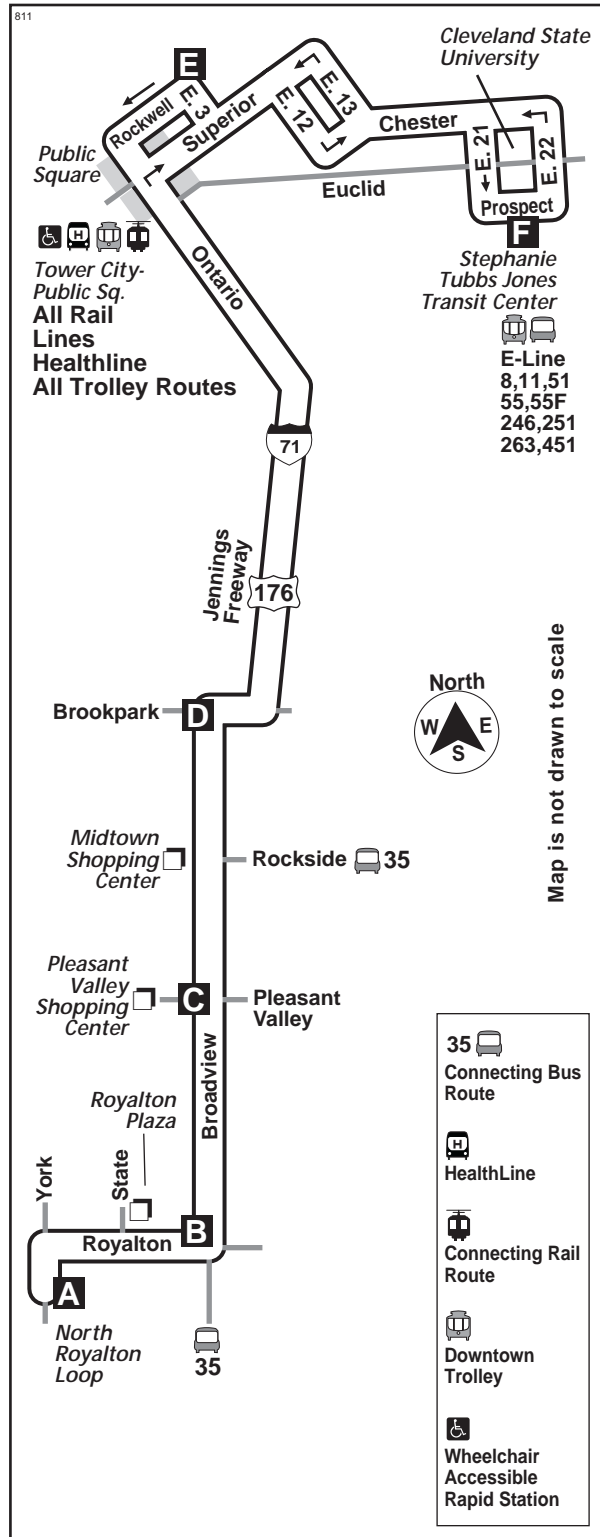 811
E
Rockwell
E. 3
Superior
E. 12
E. 13
Chester
Cleveland State
University
E. 21
E. 22
Prospect
F
Public
Square
Euclid
H
Tower City-
Public Sq.
All Rail
Lines
Healthline
All Trolley Routes
Ontario
Stephanie
Tubbs Jones
Transit Center
E-Line
8,11,51
55,55F
246,251
263,451
71
Jennings
Freeway
176
Brookpark
D
North
W
E
S
Map is not drawn to scale
Midtown
Shopping
Center
Rockside
35
Pleasant
Valley
Shopping
Center
C
Pleasant
Valley
Broadview
Royalton
Plaza
York
State
Royalton
B
A
North
Royalton
Loop
35
35
Connecting Bus
Route
H
HealthLine
Connecting Rail
Route
Downtown
Trolley
Wheelchair
Accessible
Rapid Station